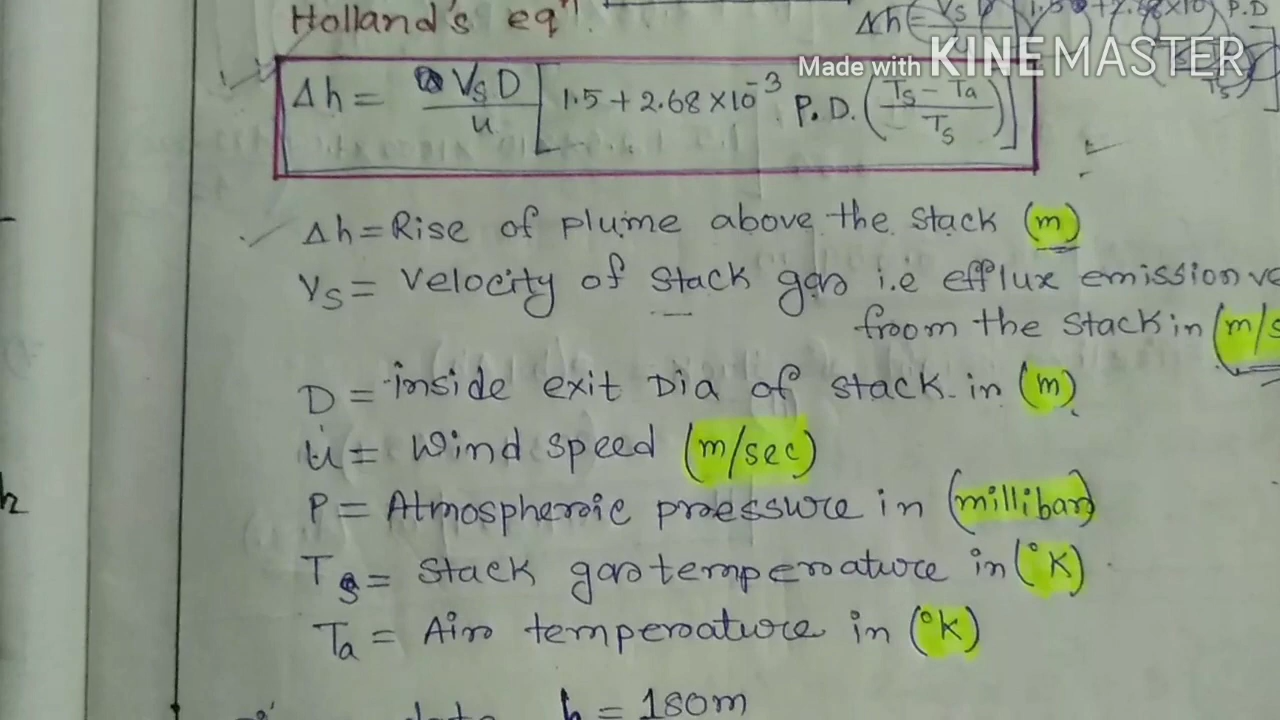 Holland's eqⁿ.
Made with KINEMASTER
Δh = VsD/u [1.5 + 2.68 × 10⁻³ P. D. (Ts - Ta / Ts)]
Δh = Rise of plume above the stack (m)
Vs = Velocity of stack gas i.e efflux emission ve
from the stack in (m/s
D = inside exit Dia of stack in (m)
u = Wind speed (m/sec)
P = Atmospheric pressure in (millibar)
Ts = stack gas temperature in (°K)
Ta = Air temperature in (°K)
data h = 180m